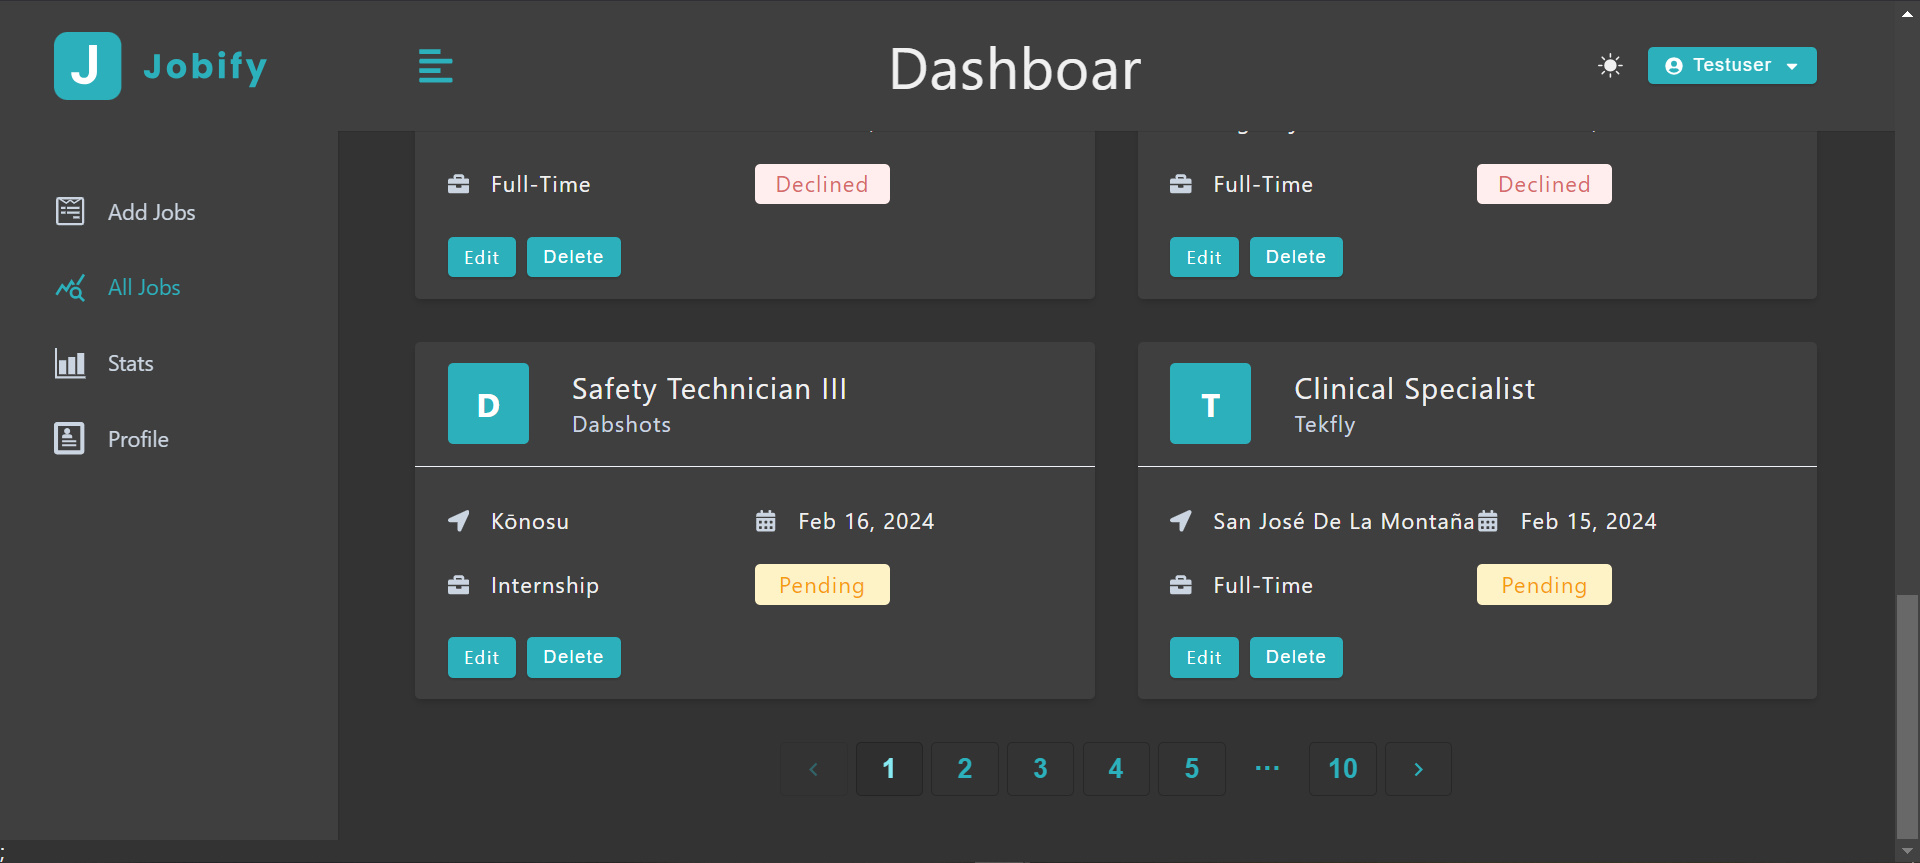 J Jobify
Dashboar
Testuser
Add Jobs
All Jobs
Stats
Profile
Full-Time
Declined
Edit
Delete
Full-Time
Declined
Edit
Delete
D
Safety Technician III
Dabshots
Kōnosu
Feb 16, 2024
Internship
Pending
Edit
Delete
T
Clinical Specialist
Tekfly
San José De La Montaña
Feb 15, 2024
Full-Time
Pending
Edit
Delete
1 2 3 4 5 ... 10
;